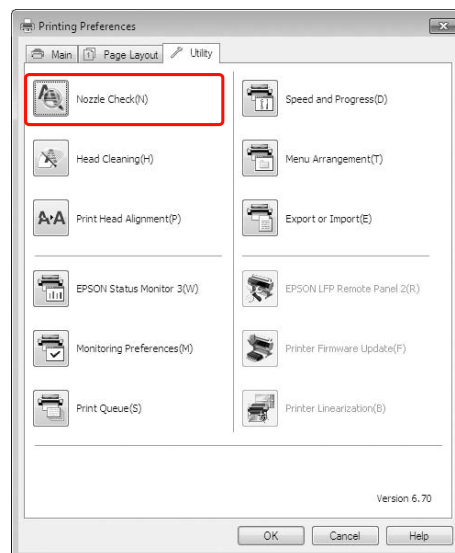 Printing Preferences
Main
Page Layout
Utility
Nozzle Check(N)
Speed and Progress(D)
Head Cleaning(H)
Menu Arrangement(T)
A·A
Print Head Alignment(P)
Export or Import(E)
EPSON Status Monitor 3(W)
EPSON LFP Remote Panel 2(R)
Monitoring Preferences(M)
Printer Firmware Update(F)
Print Queue(S)
Printer Linearization(B)
Version 6.70
OK
Cancel
Help